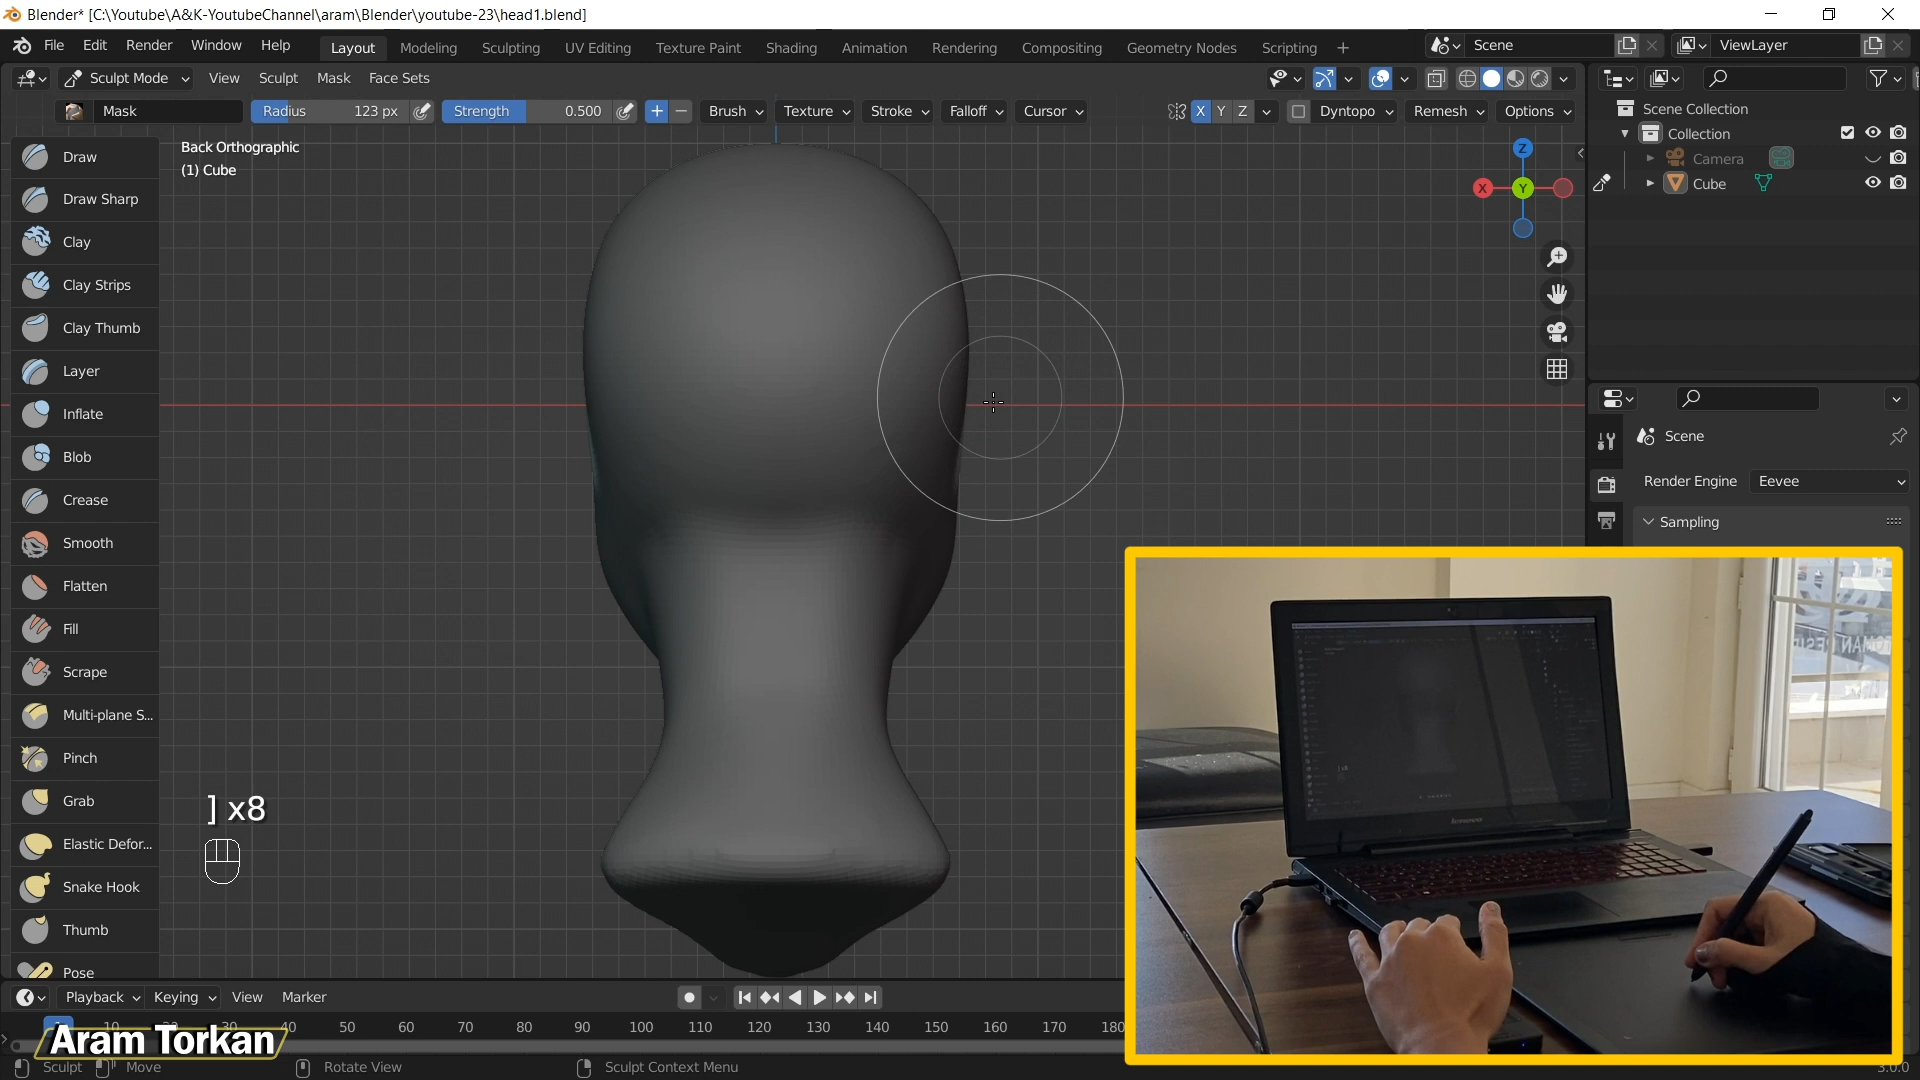 Blender* [C:\Youtube\A&K-YoutubeChannel\aram\Blender\youtube-23\head1.blend]
File Edit Render Window Help Layout Modeling Sculpting UV Editing Texture Paint Shading Animation Rendering Compositing Geometry Nodes Scripting + Scene ViewLayer
Sculpt Mode View Sculpt Mask Face Sets
Mask Radius 123 px Strength 0.500 + − Brush Texture Stroke Falloff Cursor X Y Z Dyntopo Remesh Options
Scene Collection
Collection
Camera
Cube
Back Orthographic
(1) Cube
Z
X Y
Draw
Draw Sharp
Clay
Clay Strips
Clay Thumb
Layer
Inflate
Blob
Crease
Smooth
Flatten
Fill
Scrape
Multi-plane S...
Pinch
Grab
Elastic Defor...
Snake Hook
Thumb
Pose
Scene
Render Engine Eevee
Sampling
] x8
lenovo
Playback Keying View Marker
10 30 40 50 60 70 80 90 100 110 120 130 140 150 160 170 180
Aram Torkan
Sculpt Move Rotate View Sculpt Context Menu
3.0.0